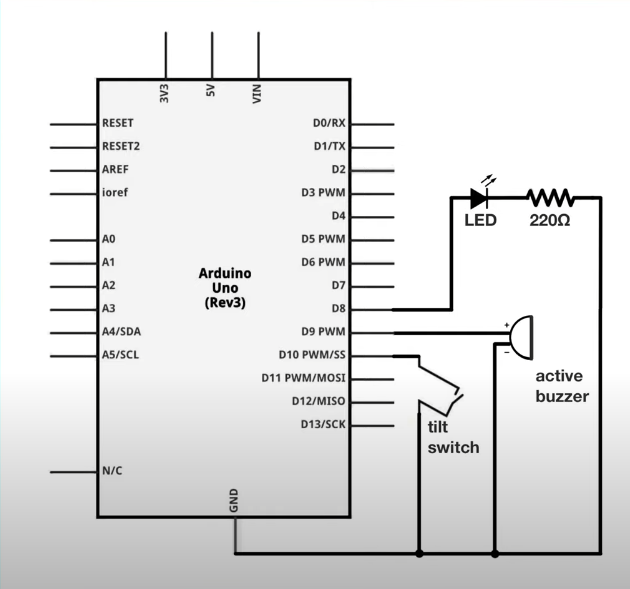 3V3
5V
VIN
RESET
RESET2
AREF
ioref
A0
A1
A2
A3
A4/SDA
A5/SCL
N/C
Arduino
Uno
(Rev3)
D0/RX
D1/TX
D2
D3 PWM
D4
D5 PWM
D6 PWM
D7
D8
D9 PWM
D10 PWM/SS
D11 PWM/MOSI
D12/MISO
D13/SCK
GND
LED
220Ω
+
−
active
buzzer
tilt
switch